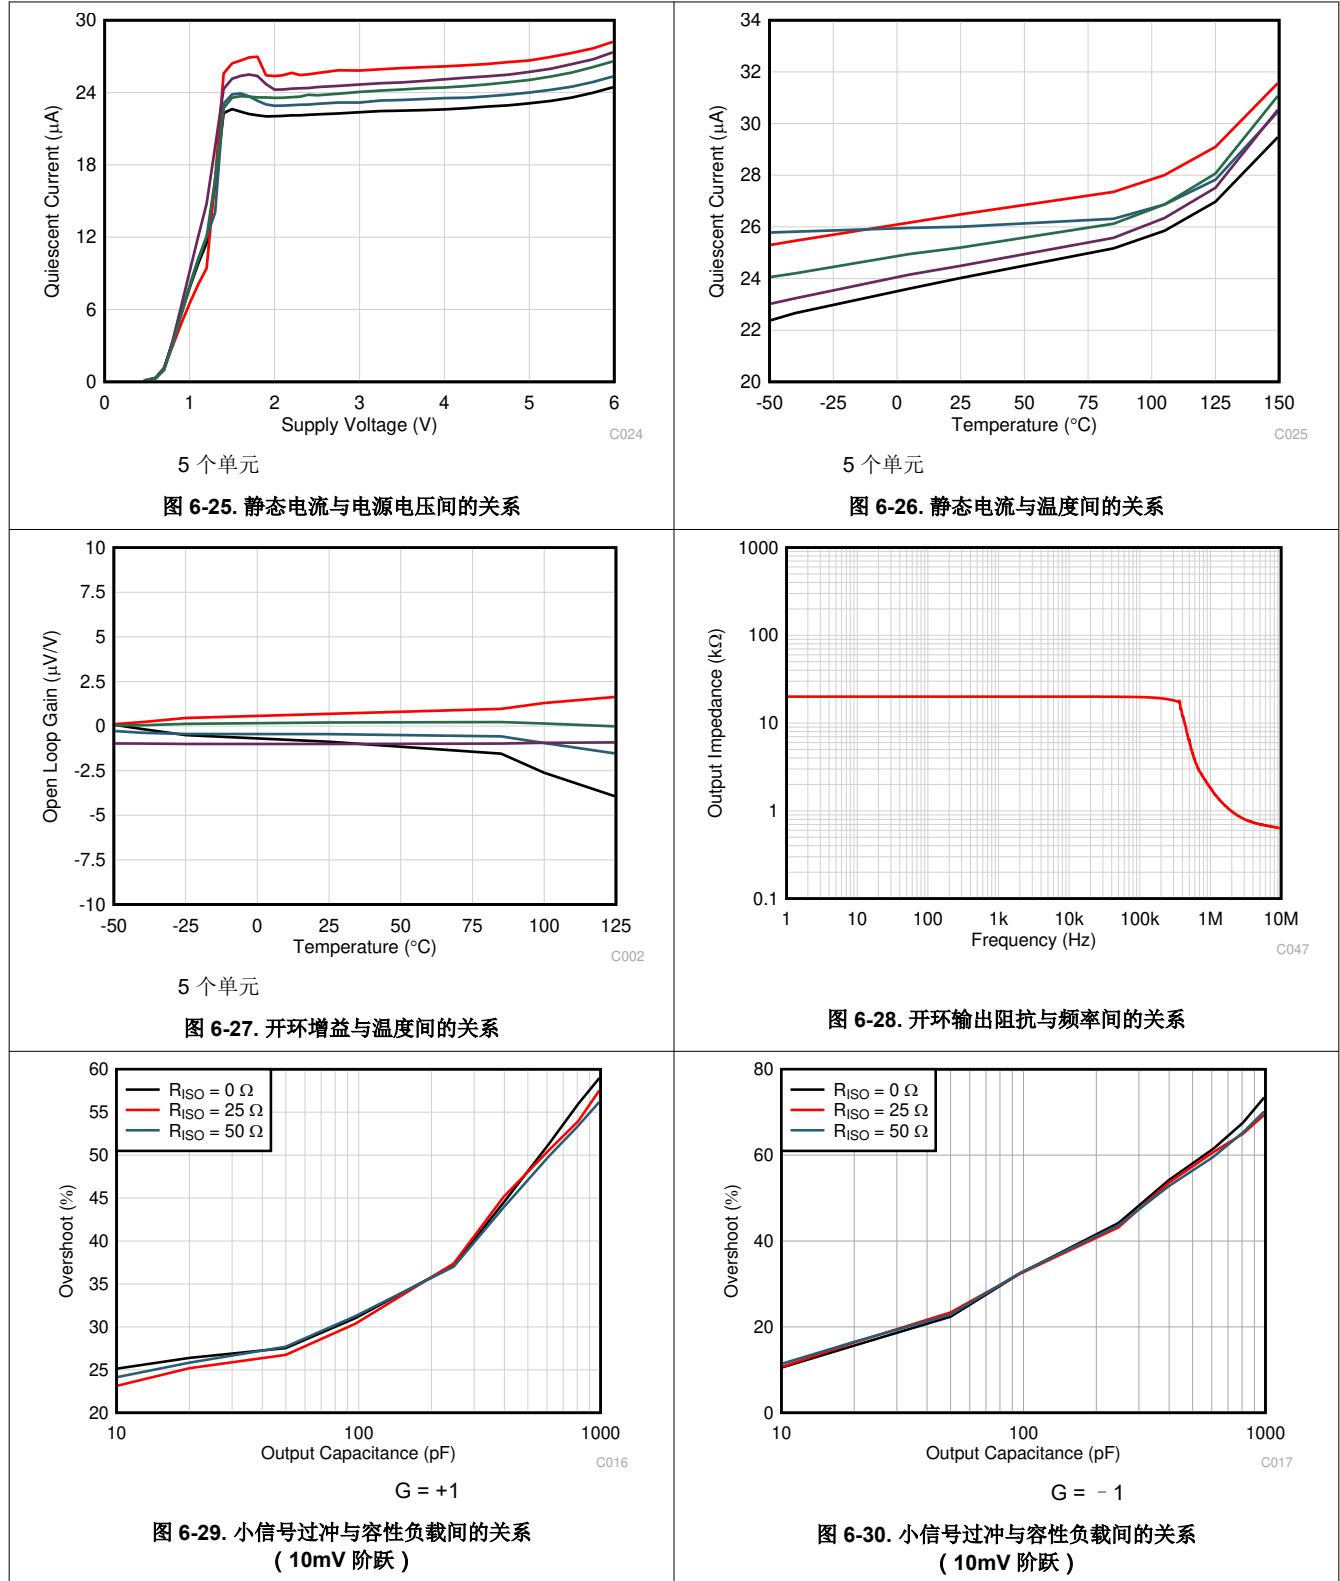 30
24
18
12
6
0
0 1 2 3 4 5 6
Quiescent Current (μA)
Supply Voltage (V)
C024
5 个单元
图 6-25. 静态电流与电源电压间的关系
34
32
30
28
26
24
22
20
-50 -25 0 25 50 75 100 125 150
Quiescent Current (μA)
Temperature (°C)
C025
5 个单元
图 6-26. 静态电流与温度间的关系
10
7.5
5
2.5
0
-2.5
-5
-7.5
-10
-50 -25 0 25 50 75 100 125
Open Loop Gain (μV/V)
Temperature (°C)
C002
5 个单元
图 6-27. 开环增益与温度间的关系
1000
100
10
1
0.1
1 10 100 1k 10k 100k 1M 10M
Output Impedance (kΩ)
Frequency (Hz)
C047
图 6-28. 开环输出阻抗与频率间的关系
60
55
50
45
40
35
30
25
20
10 100 1000
RISO = 0 Ω
RISO = 25 Ω
RISO = 50 Ω
Overshoot (%)
Output Capacitance (pF)
C016
G = +1
图 6-29. 小信号过冲与容性负载间的关系
（10mV 阶跃）
80
60
40
20
0
10 100 1000
RISO = 0 Ω
RISO = 25 Ω
RISO = 50 Ω
Overshoot (%)
Output Capacitance (pF)
C017
G = －1
图 6-30. 小信号过冲与容性负载间的关系
（10mV 阶跃）